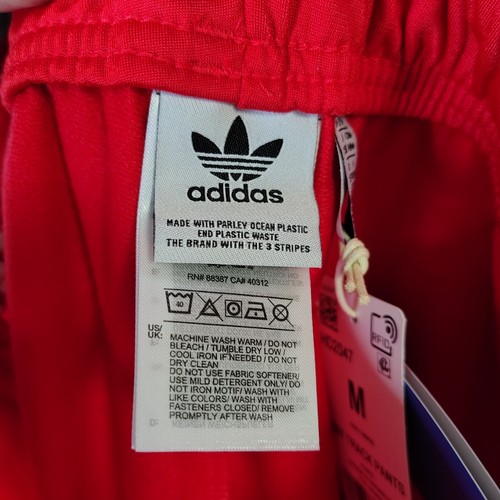 adidas
MADE WITH PARLEY OCEAN PLASTIC
END PLASTIC WASTE
THE BRAND WITH THE 3 STRIPES
RN# 88387 CA# 40312
40
US/
UK:
MACHINE WASH WARM / DO NOT
BLEACH / TUMBLE DRY LOW /
COOL IRON IF NEEDED / DO NOT
DRY CLEAN
DO NOT USE FABRIC SOFTENER/
USE MILD DETERGENT ONLY/ DO
NOT IRON MOTIF/ WASH WITH
LIKE COLORS/ WASH WITH
FASTENERS CLOSED/ REMOVE
PROMPTLY AFTER WASH
RFID
M
TRACK PANTS